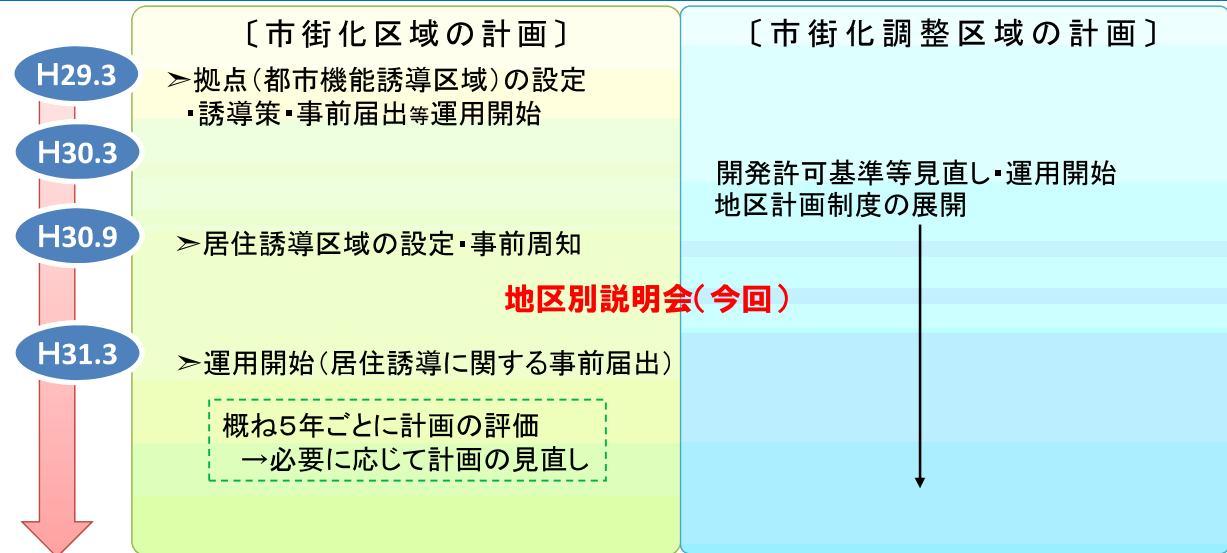 〔市街化区域の計画〕
〔市街化調整区域の計画〕
H29.3
➣拠点(都市機能誘導区域)の設定
・誘導策・事前届出等運用開始
H30.3
開発許可基準等見直し・運用開始
地区計画制度の展開
H30.9
➣居住誘導区域の設定・事前周知
地区別説明会(今回)
H31.3
➣運用開始(居住誘導に関する事前届出)
概ね5年ごとに計画の評価
→必要に応じて計画の見直し